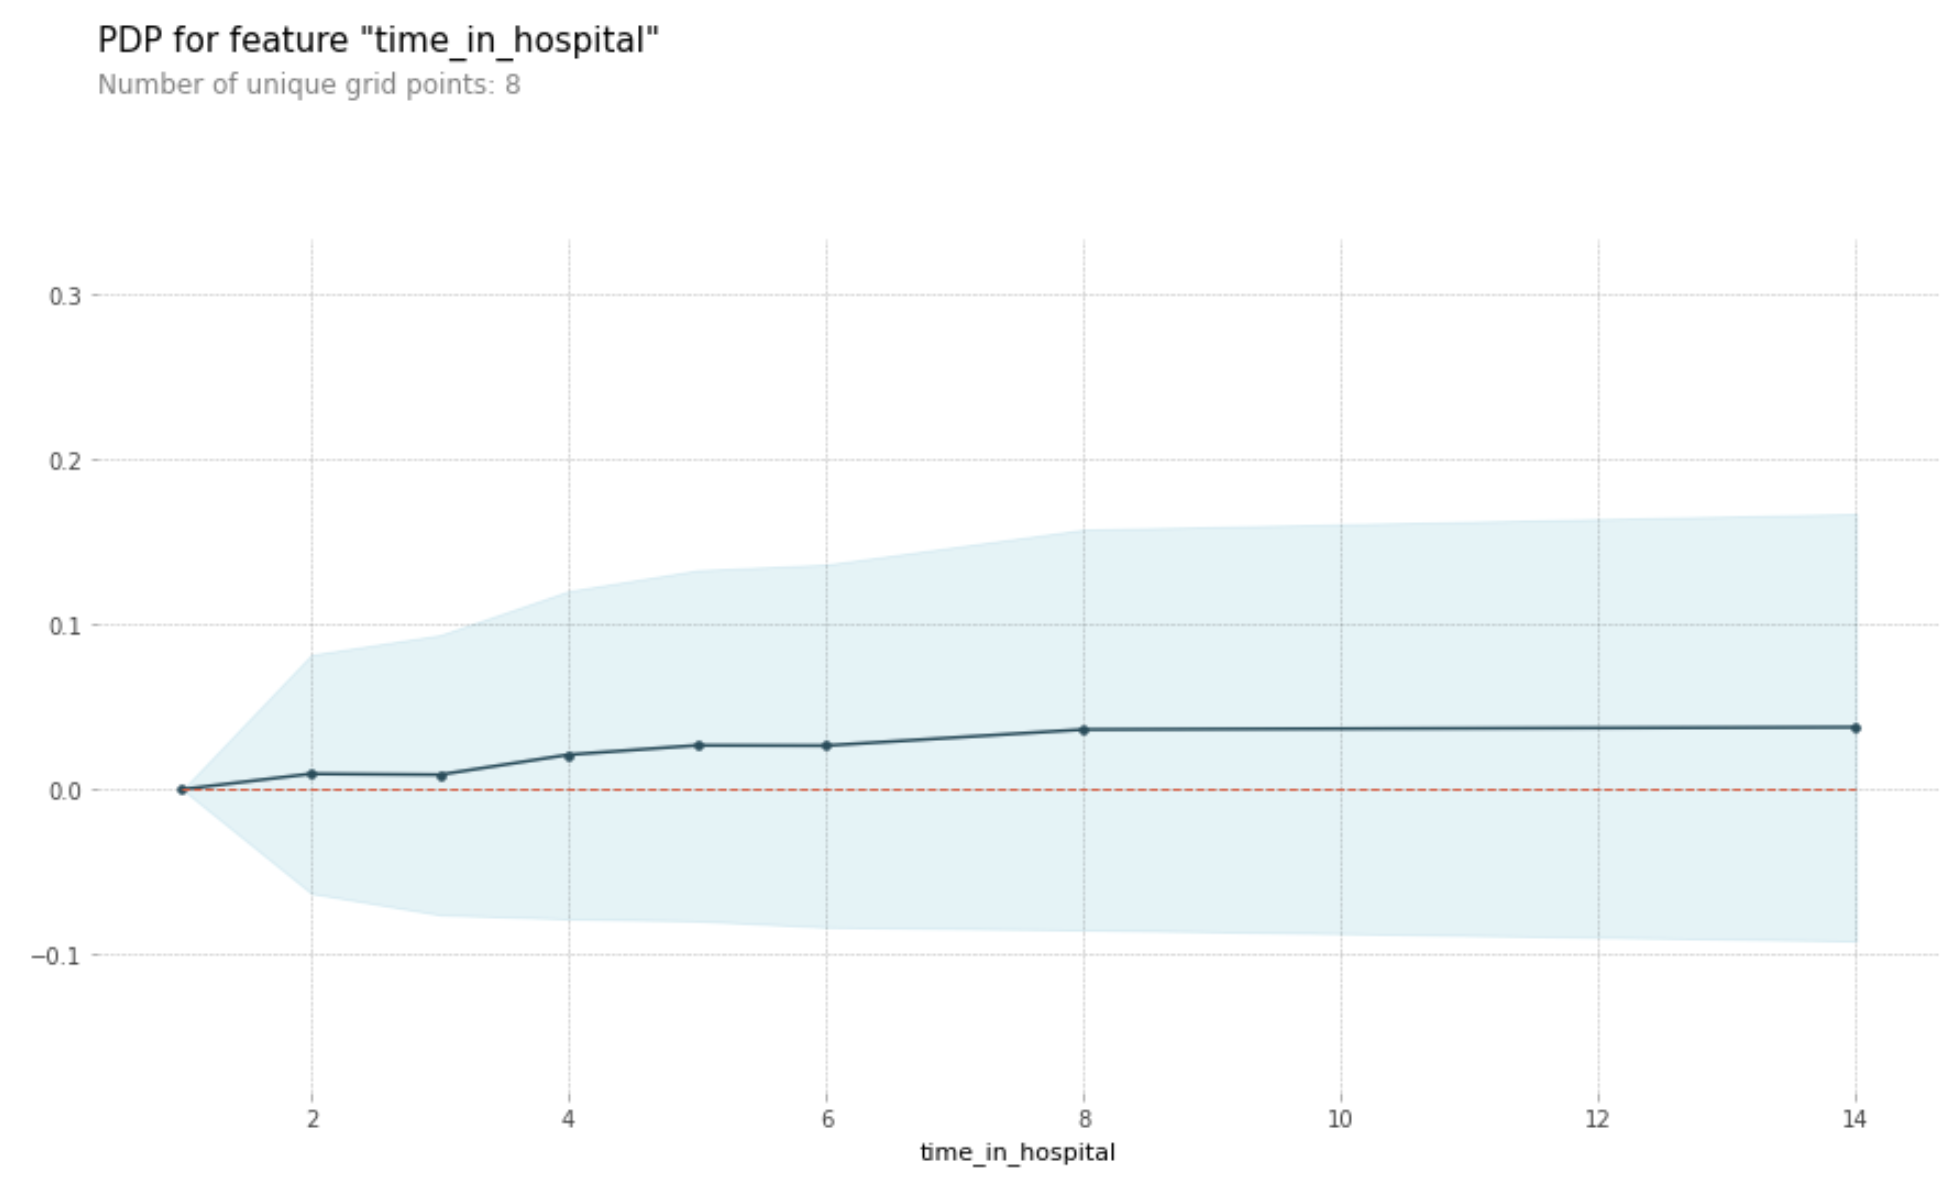 PDP for feature "time_in_hospital"
Number of unique grid points: 8
0.3
0.2
0.1
0.0
−0.1
2 4 6 8 10 12 14
time_in_hospital